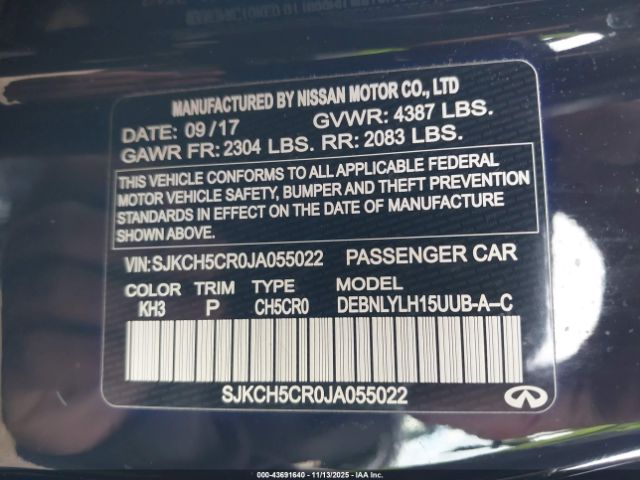 MANUFACTURED BY NISSAN MOTOR CO., LTD
DATE: 09/17 GVWR: 4387 LBS.
GAWR FR: 2304 LBS. RR: 2083 LBS.
THIS VEHICLE CONFORMS TO ALL APPLICABLE FEDERAL
MOTOR VEHICLE SAFETY, BUMPER AND THEFT PREVENTION
STANDARDS IN EFFECT ON THE DATE OF MANUFACTURE
SHOWN ABOVE.
VIN:SJKCH5CR0JA055022 PASSENGER CAR
COLOR TRIM TYPE MODEL
KH3 P CH5CR0 DEBNLYLH15UUB-A--C
SJKCH5CR0JA055022
000-43691640 - 11/13/2025 - IAA Corp.